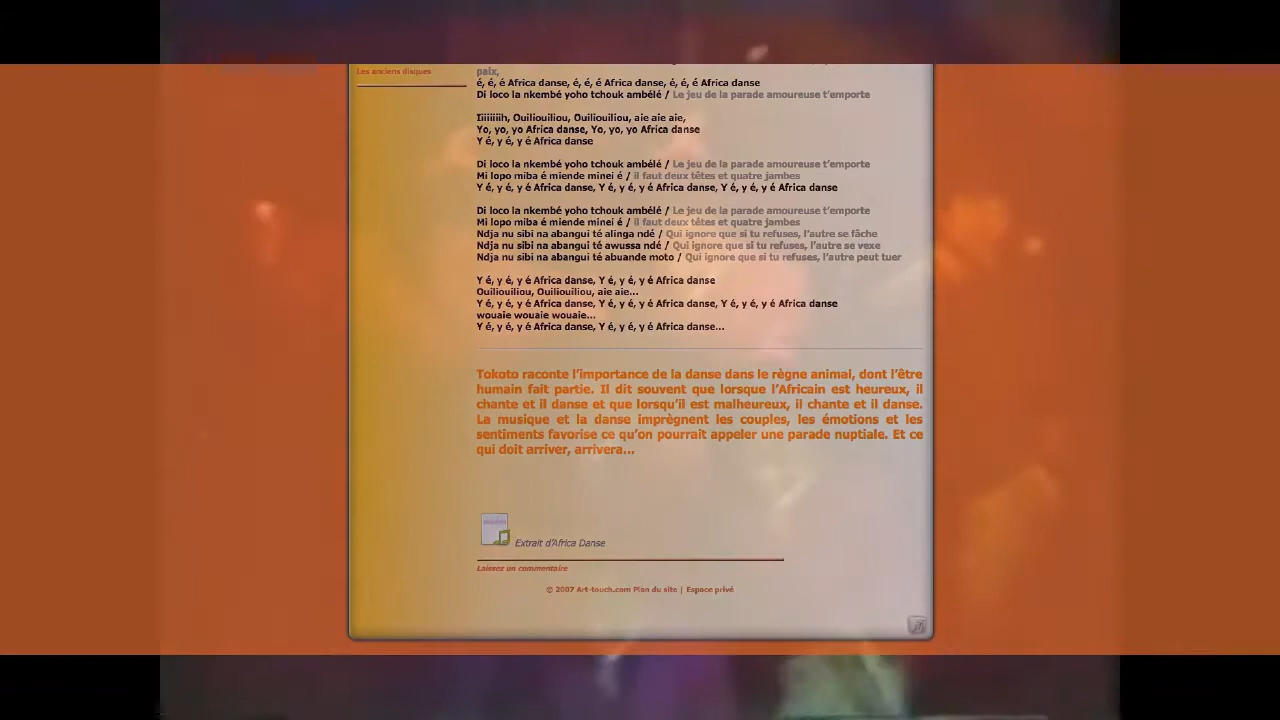 Les anciens disques
paix,
é, é, é Africa danse, é, é, é Africa danse, é, é, é Africa danse
Di loco la nkembé yoho tchouk ambélé / Le jeu de la parade amoureuse t’emporte
Iiiiiiiih, Ouiliouiliou, Ouiliouiliou, aie aie aie,
Yo, yo, yo Africa danse, Yo, yo, yo Africa danse
Y é, y é, y é Africa danse
Di loco la nkembé yoho tchouk ambélé / Le jeu de la parade amoureuse t’emporte
Mi lopo miba é miende minei é / il faut deux têtes et quatre jambes
Y é, y é, y é Africa danse, Y é, y é, y é Africa danse, Y é, y é, y é Africa danse
Di loco la nkembé yoho tchouk ambélé / Le jeu de la parade amoureuse t’emporte
Mi lopo miba é miende minei é / il faut deux têtes et quatre jambes
Ndja nu sibi na abangui té alinga ndé / Qui ignore que si tu refuses, l’autre se fâche
Ndja nu sibi na abangui té awussa ndé / Qui ignore que si tu refuses, l’autre se vexe
Ndja nu sibi na abangui té abuande moto / Qui ignore que si tu refuses, l’autre peut tuer
Y é, y é, y é Africa danse, Y é, y é, y é Africa danse
Ouiliouiliou, Ouiliouiliou, aie aie...
Y é, y é, y é Africa danse, Y é, y é, y é Africa danse, Y é, y é, y é Africa danse
wouaie wouaie wouaie...
Y é, y é, y é Africa danse, Y é, y é, y é Africa danse...
Tokoto raconte l’importance de la danse dans le règne animal, dont l’être
humain fait partie. Il dit souvent que lorsque l’Africain est heureux, il
chante et il danse et que lorsqu’il est malheureux, il chante et il danse.
La musique et la danse imprègnent les couples, les émotions et les
sentiments favorise ce qu’on pourrait appeler une parade nuptiale. Et ce
qui doit arriver, arrivera...
Extrait d’Africa Danse
Laissez un commentaire
© 2007 Art-touch.com Plan du site | Espace privé